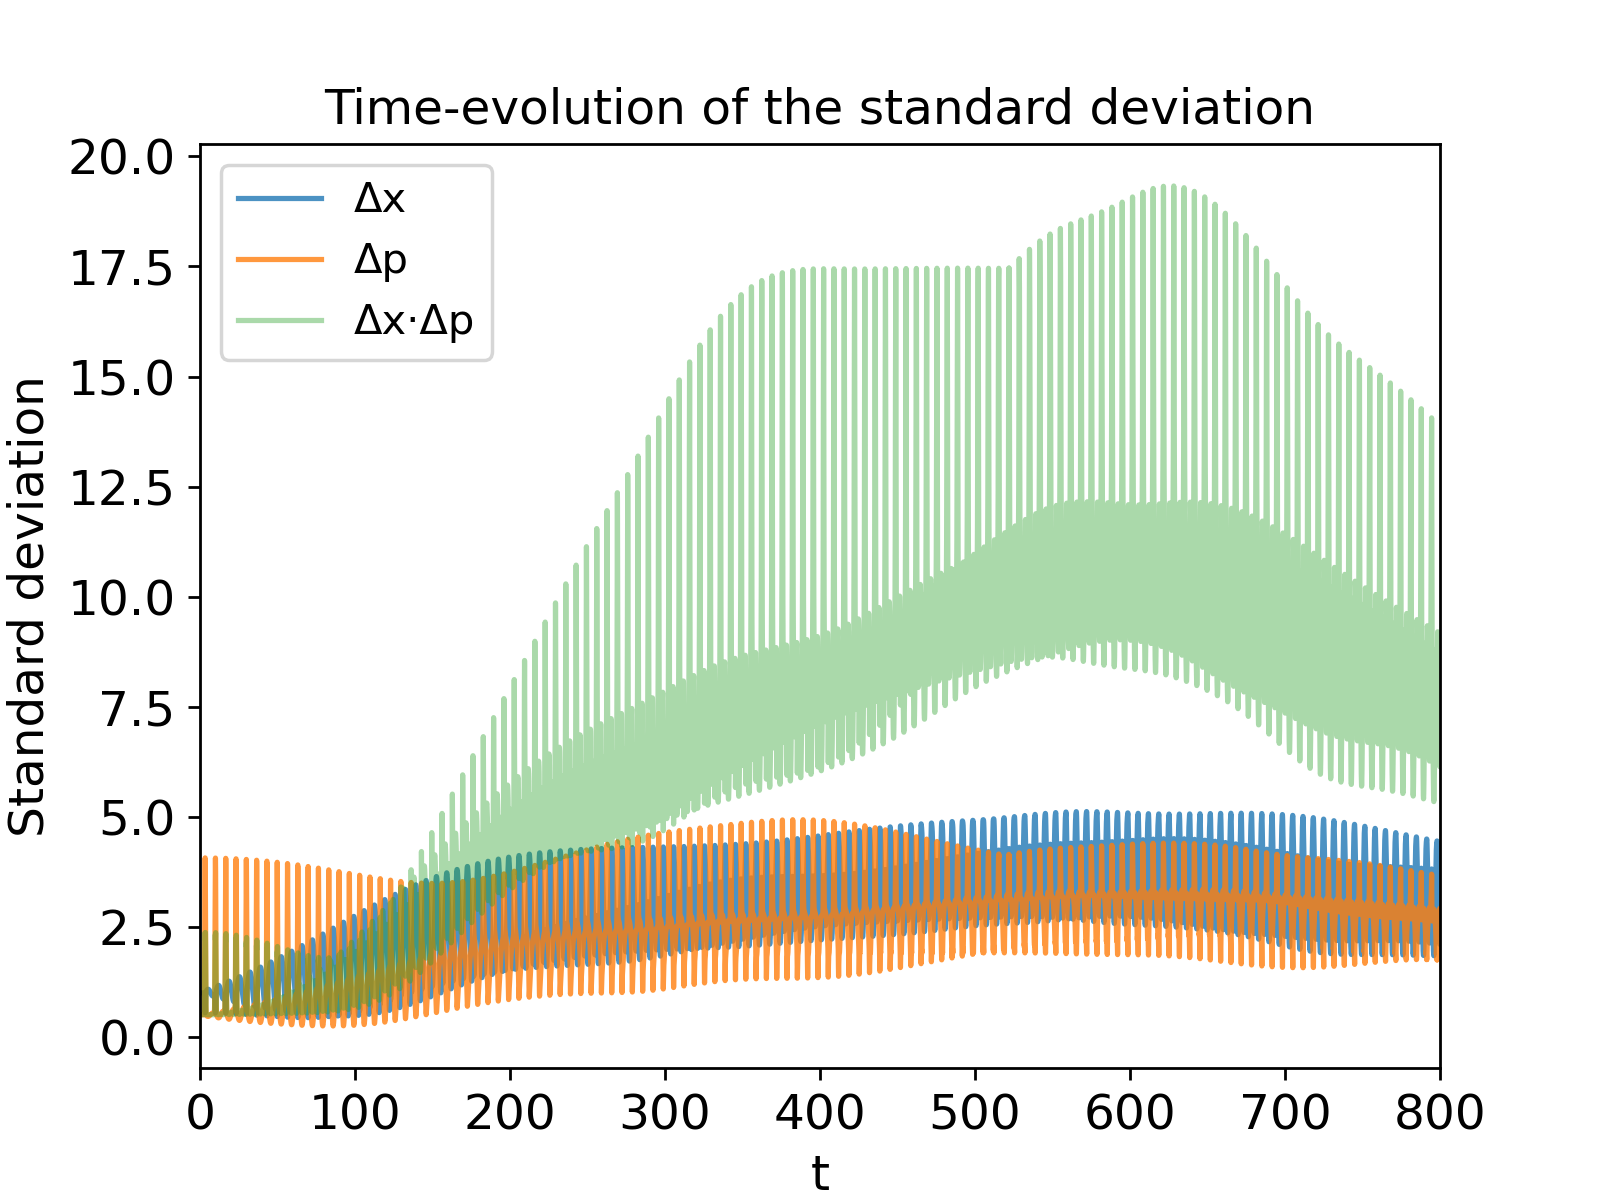 Time-evolution of the standard deviation
20.0
17.5
15.0
12.5
10.0
7.5
5.0
2.5
0.0
Standard deviation
Δx
Δp
Δx·Δp
0 100 200 300 400 500 600 700 800
t